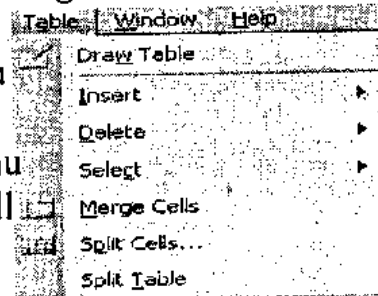 Table Window Help
Draw Table
Insert
Delete
Select
Merge Cells
Split Cells...
Split Table